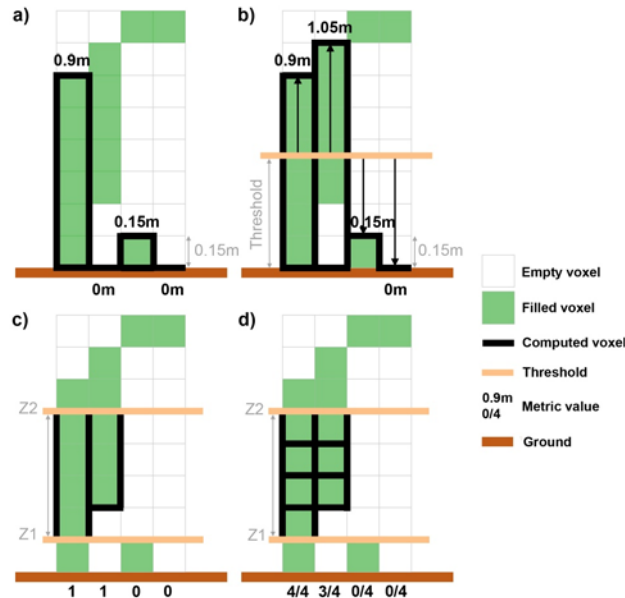 a)
0.9m
0.15m
0.15m
0m 0m
b)
1.05m
0.9m
Threshold
0.15m
0.15m
0m
c)
Z2
Z1
1 1 0 0
d)
Z2
Z1
4/4 3/4 0/4 0/4
Empty voxel
Filled voxel
Computed voxel
Threshold
0.9m
0/4
Metric value
Ground